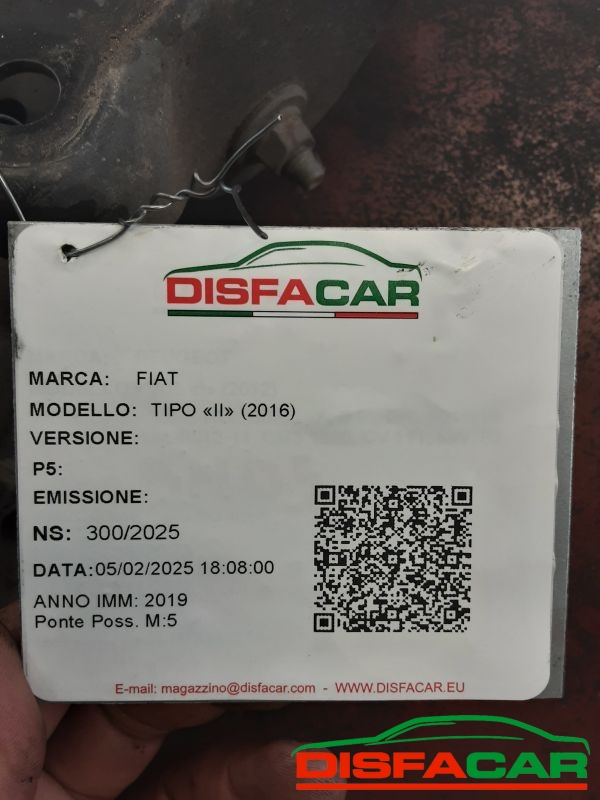 DISFACAR
MARCA: FIAT
MODELLO: TIPO «II» (2016)
VERSIONE:
P5:
EMISSIONE:
NS: 300/2025
DATA:05/02/2025 18:08:00
ANNO IMM: 2019
Ponte Poss. M:5
E-mail: magazzino@disfacar.com - WWW.DISFACAR.EU
DISFACAR